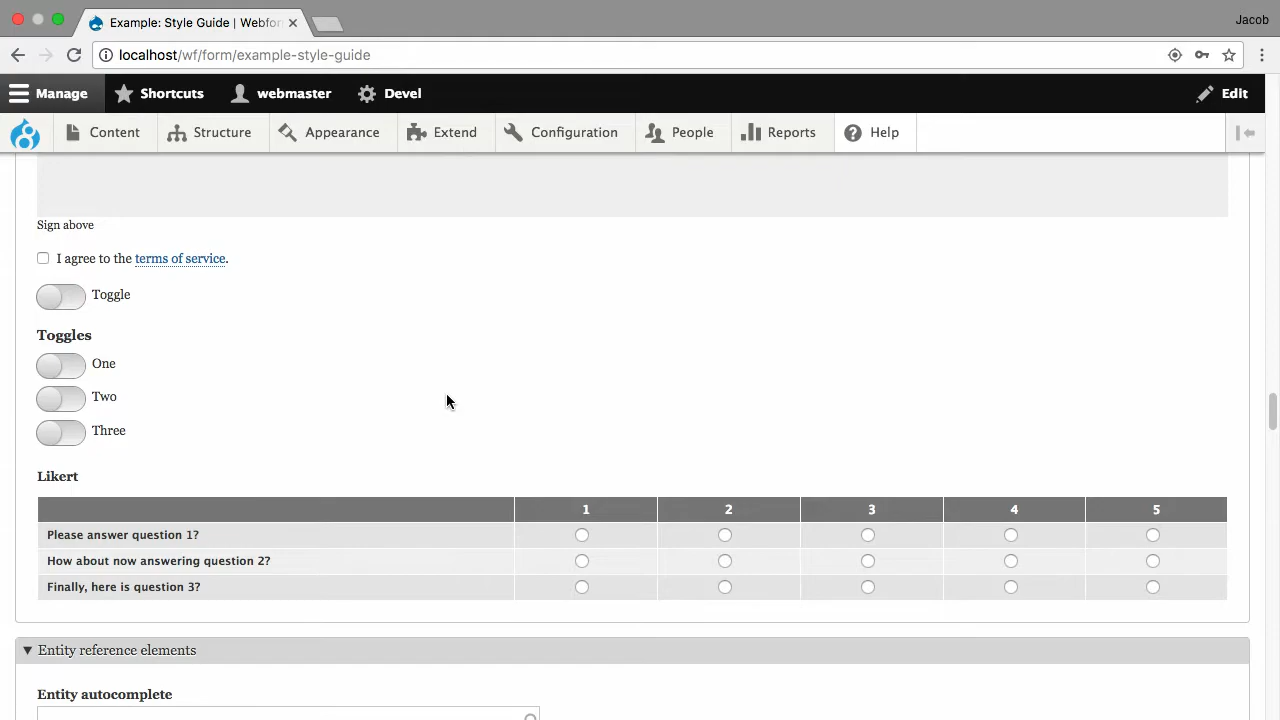 Example: Style Guide | Webfor
Jacob
localhost/wf/form/example-style-guide
Manage Shortcuts webmaster Devel Edit
Content Structure Appearance Extend Configuration People Reports Help
Sign above
I agree to the terms of service.
Toggle
Toggles
One
Two
Three
Likert
1 2 3 4 5
Please answer question 1?
How about now answering question 2?
Finally, here is question 3?
Entity reference elements
Entity autocomplete